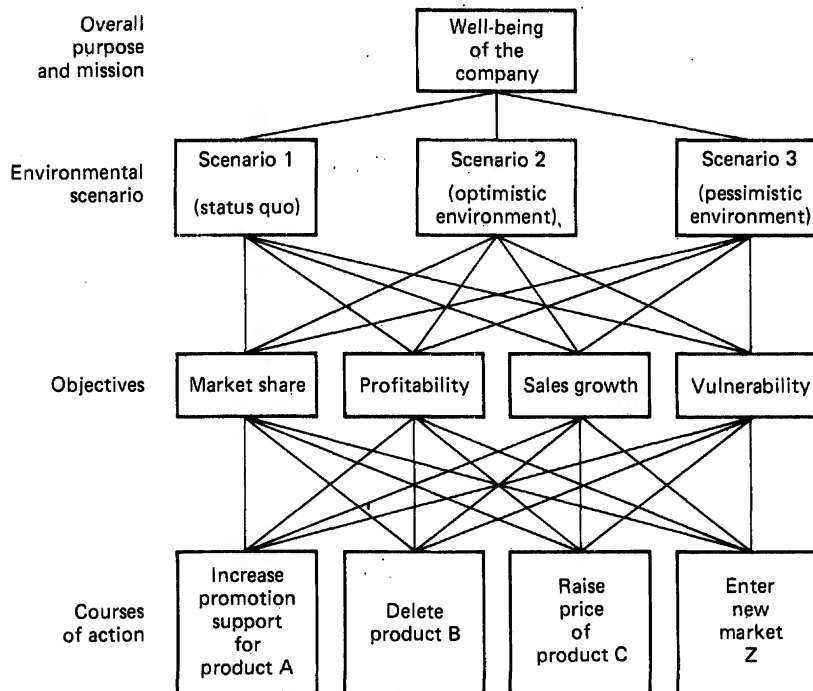 Overall
purpose
and mission
Well-being
of the
company
Environmental
scenario
Scenario 1
(status quo)
Scenario 2
(optimistic
environment)
Scenario 3
(pessimistic
environment)
Objectives
Market share
Profitability
Sales growth
Vulnerability
Courses
of action
Increase
promotion
support
for
product A
Delete
product B
Raise
price
of
product C
Enter
new
market
Z